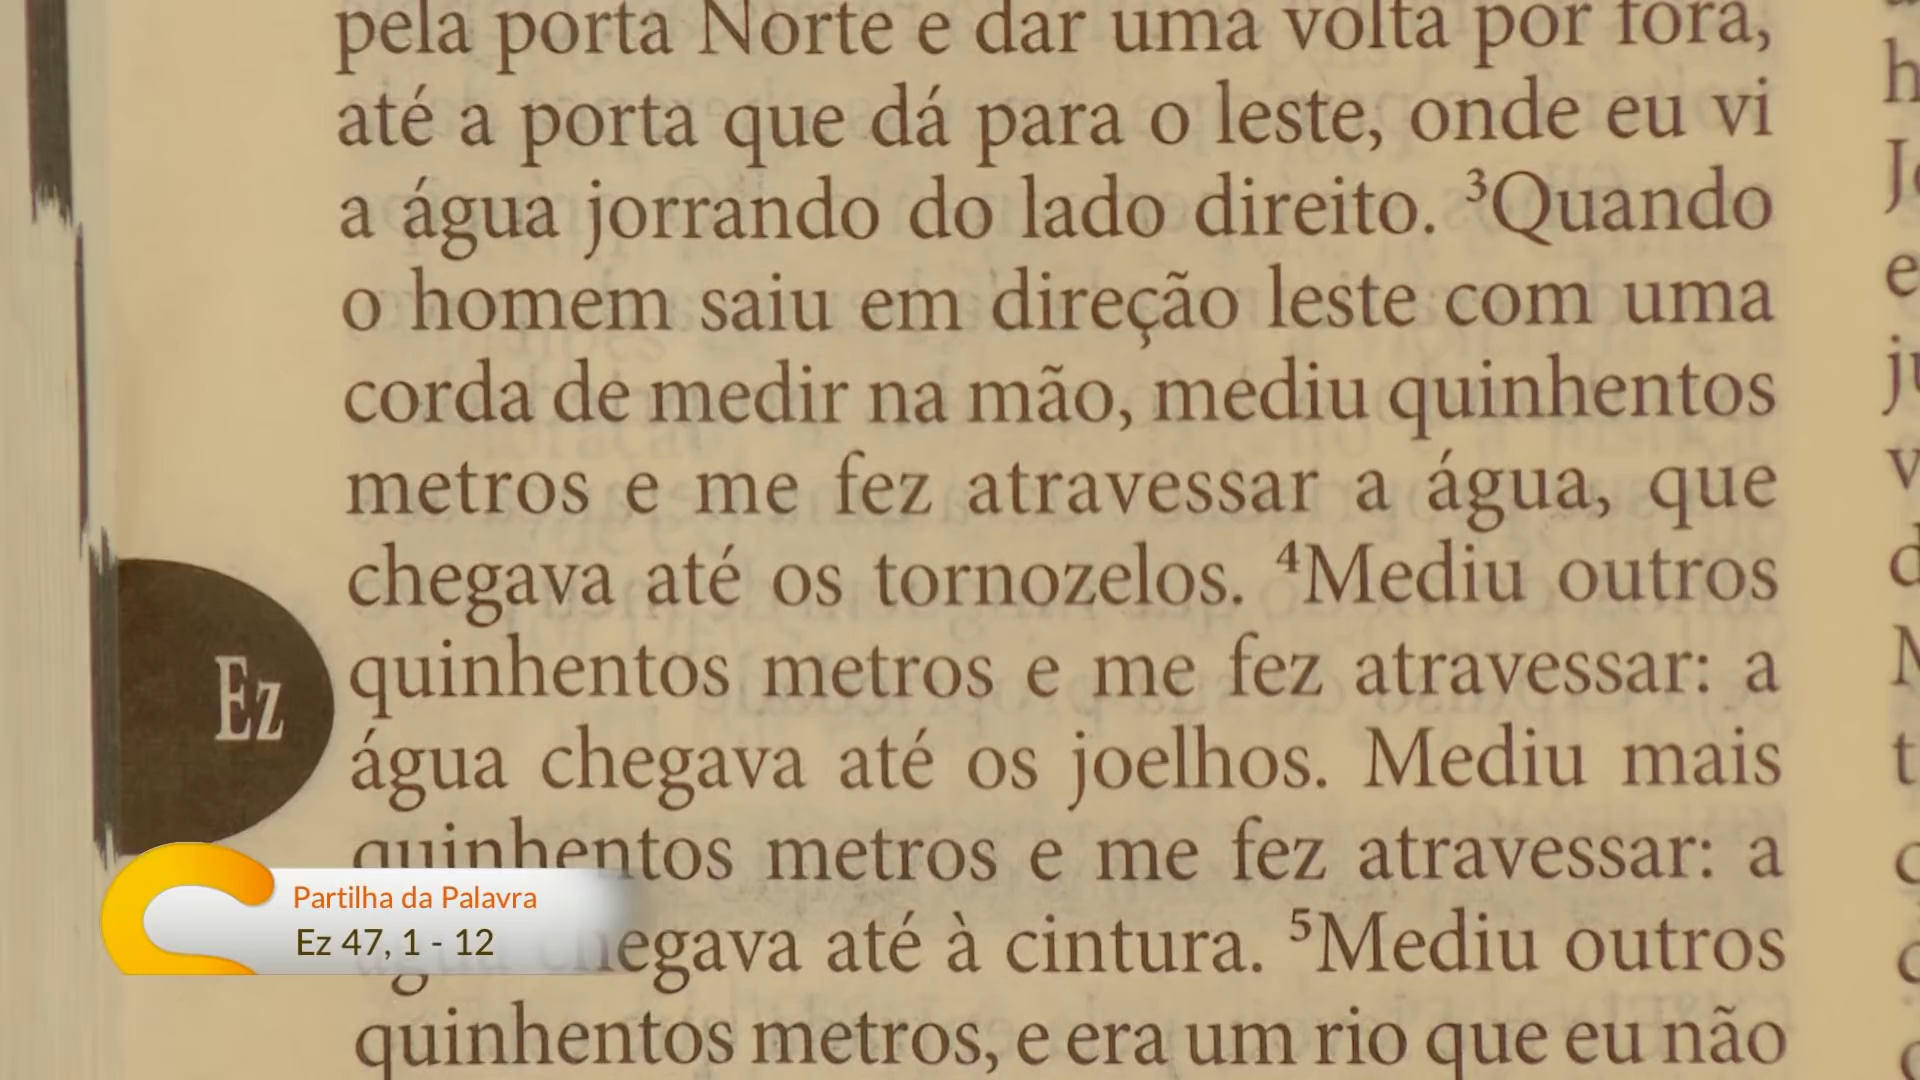 pela porta Norte e dar uma volta por fora,
até a porta que dá para o leste, onde eu vi
a água jorrando do lado direito. ³Quando
o homem saiu em direção leste com uma
corda de medir na mão, mediu quinhentos
metros e me fez atravessar a água, que
chegava até os tornozelos. ⁴Mediu outros
quinhentos metros e me fez atravessar: a
água chegava até os joelhos. Mediu mais
quinhentos metros e me fez atravessar: a
água chegava até à cintura. ⁵Mediu outros
quinhentos metros, e era um rio que eu não
Ez
Partilha da Palavra
Ez 47, 1 - 12